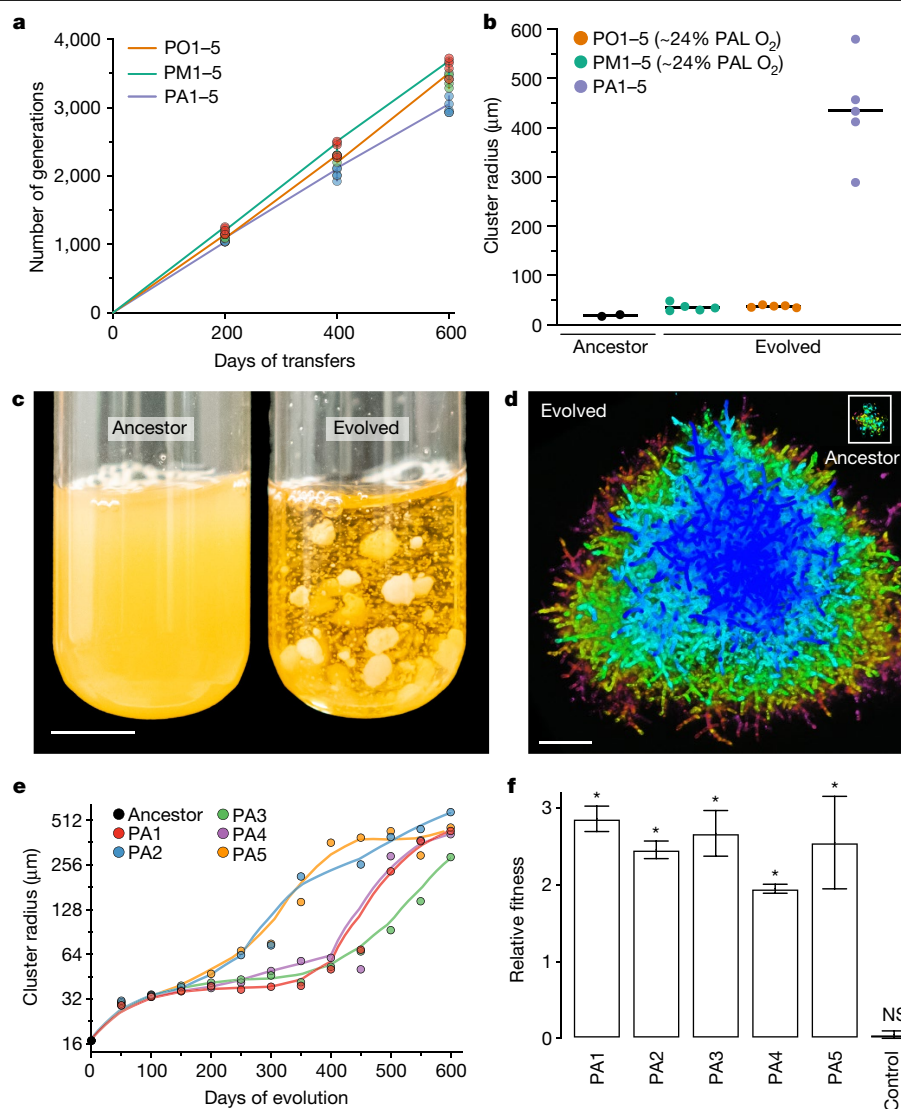 a
4,000
3,000
2,000
1,000
0
Number of generations
PO1–5
PM1–5
PA1–5
0 200 400 600
Days of transfers
b
600
500
400
300
200
100
0
Cluster radius (μm)
PO1–5 (~24% PAL O₂)
PM1–5 (~24% PAL O₂)
PA1–5
Ancestor Evolved
c
Ancestor Evolved
d
Evolved
Ancestor
e
512
256
128
64
32
16
Cluster radius (μm)
Ancestor PA3
PA1 PA4
PA2 PA5
0 100 200 300 400 500 600
Days of evolution
f
3
2
1
0
Relative fitness
* * * * *
NS
PA1 PA2 PA3 PA4 PA5 Control